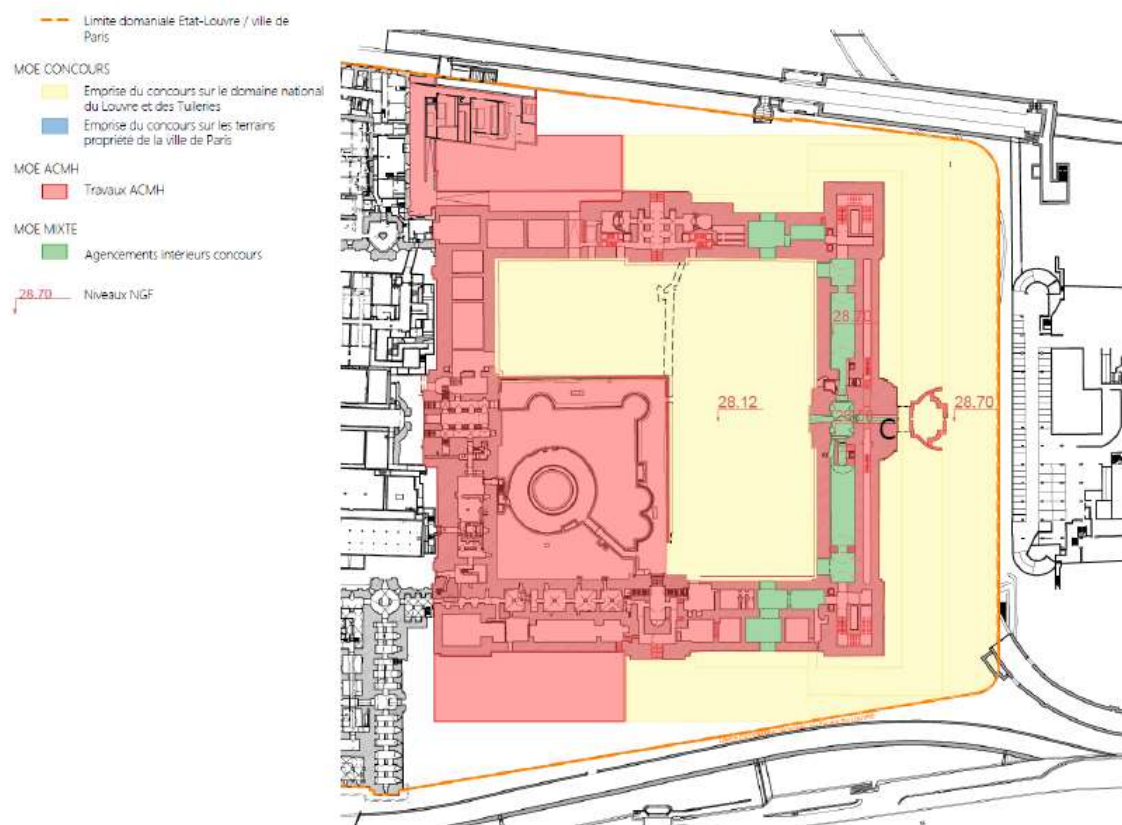 Limite domaniale Etat-Louvre / ville de
Paris
MOE CONCOURS
Emprise du concours sur le domaine national
du Louvre et des Tuileries
Emprise du concours sur les terrains
propriété de la ville de Paris
MOE ACMH
Travaux ACMH
MOE MIXTE
Agencements intérieurs concours
28.70
Niveaux NGF
28.70
28.12
28.70